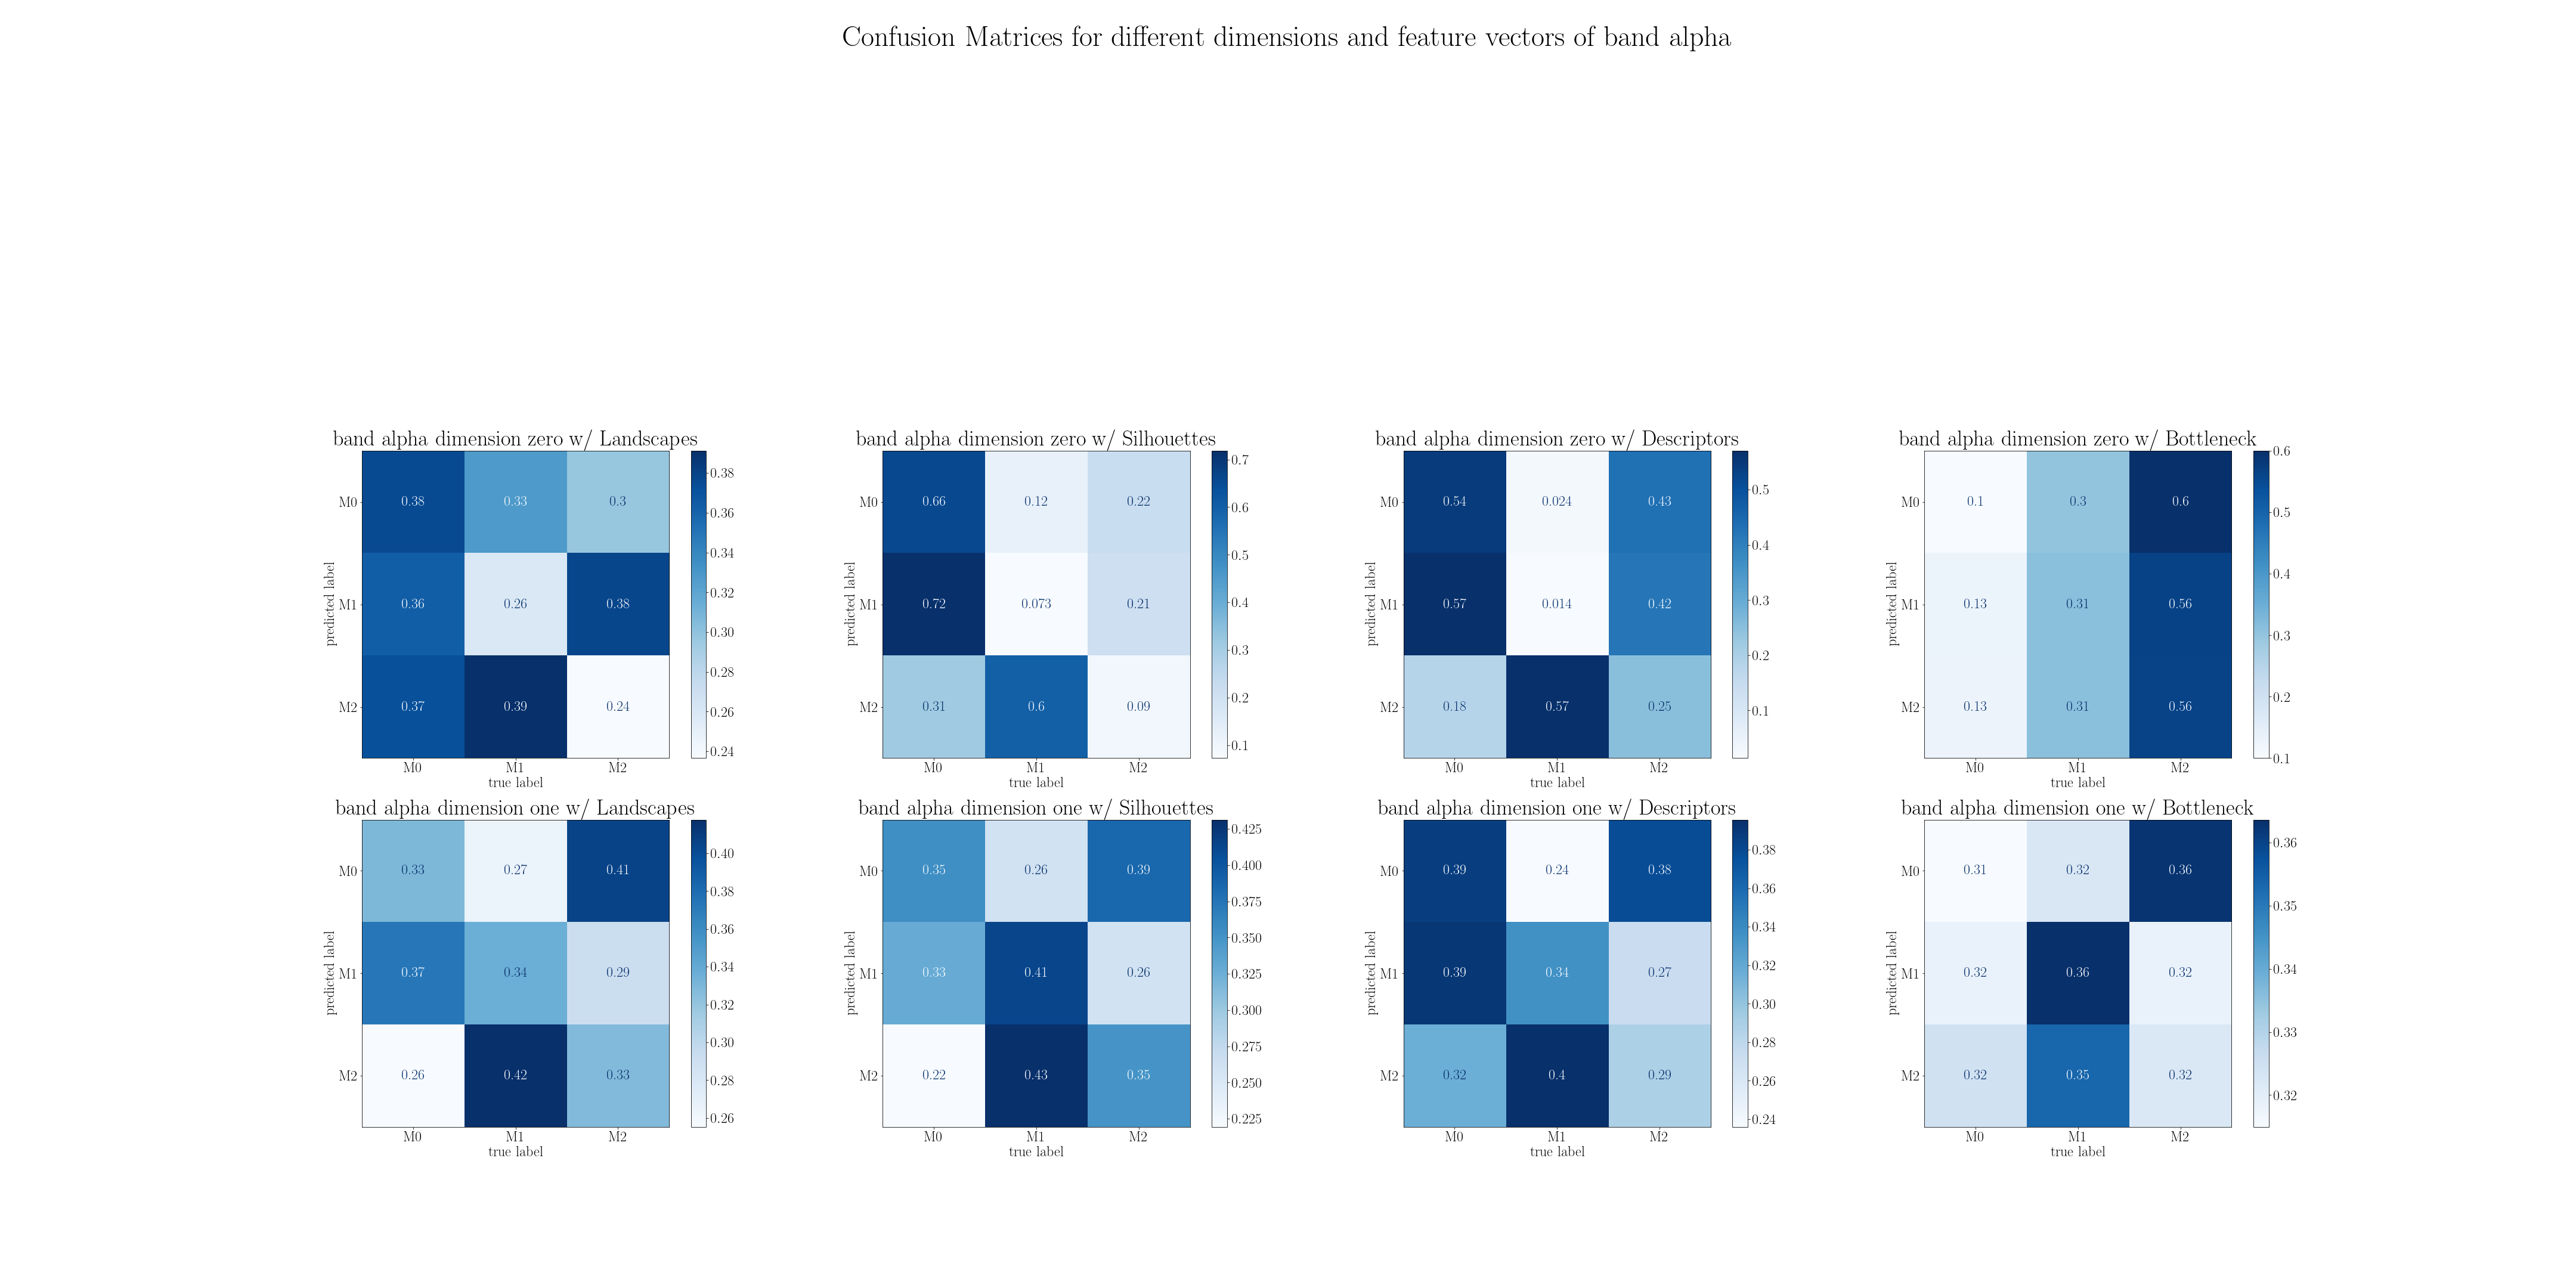 Confusion Matrices for different dimensions and feature vectors of band alpha
band alpha dimension zero w/ Landscapes
predicted label
M0 0.38 0.33 0.3
M1 0.36 0.26 0.38
M2 0.37 0.39 0.24
M0 M1 M2
true label
0.38
0.36
0.34
0.32
0.30
0.28
0.26
0.24
band alpha dimension zero w/ Silhouettes
predicted label
M0 0.66 0.12 0.22
M1 0.72 0.073 0.21
M2 0.31 0.6 0.09
M0 M1 M2
true label
0.7
0.6
0.5
0.4
0.3
0.2
0.1
band alpha dimension zero w/ Descriptors
predicted label
M0 0.54 0.024 0.43
M1 0.57 0.014 0.42
M2 0.18 0.57 0.25
M0 M1 M2
true label
0.5
0.4
0.3
0.2
0.1
band alpha dimension zero w/ Bottleneck
predicted label
M0 0.1 0.3 0.6
M1 0.13 0.31 0.56
M2 0.13 0.31 0.56
M0 M1 M2
true label
0.6
0.5
0.4
0.3
0.2
0.1
band alpha dimension one w/ Landscapes
predicted label
M0 0.33 0.27 0.41
M1 0.37 0.34 0.29
M2 0.26 0.42 0.33
M0 M1 M2
true label
0.40
0.38
0.36
0.34
0.32
0.30
0.28
0.26
band alpha dimension one w/ Silhouettes
predicted label
M0 0.35 0.26 0.39
M1 0.33 0.41 0.26
M2 0.22 0.43 0.35
M0 M1 M2
true label
0.425
0.400
0.375
0.350
0.325
0.300
0.275
0.250
0.225
band alpha dimension one w/ Descriptors
predicted label
M0 0.39 0.24 0.38
M1 0.39 0.34 0.27
M2 0.32 0.4 0.29
M0 M1 M2
true label
0.38
0.36
0.34
0.32
0.30
0.28
0.26
0.24
band alpha dimension one w/ Bottleneck
predicted label
M0 0.31 0.32 0.36
M1 0.32 0.36 0.32
M2 0.32 0.35 0.32
M0 M1 M2
true label
0.36
0.35
0.34
0.33
0.32